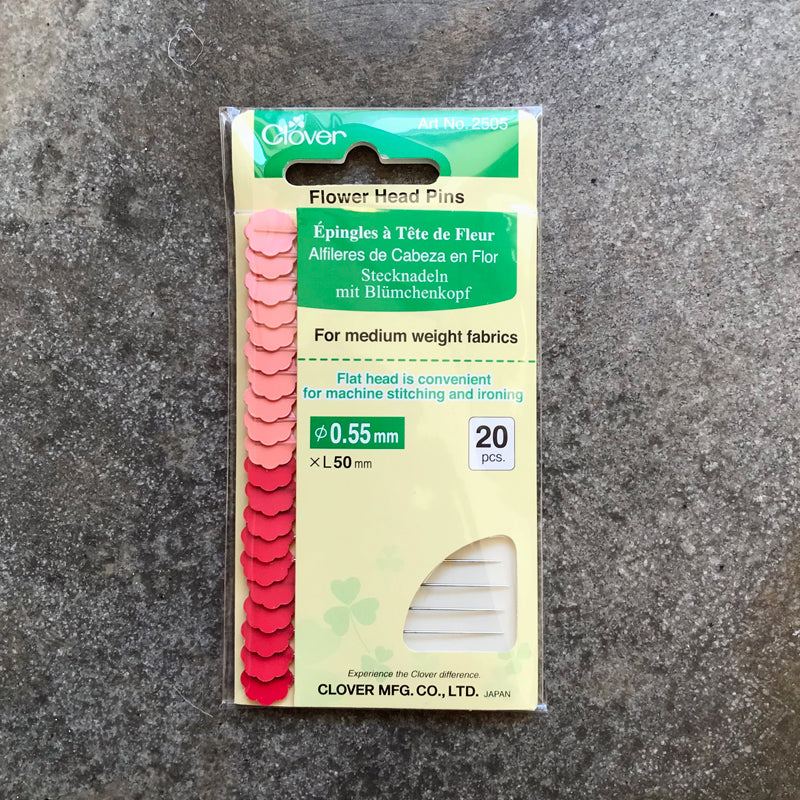 Clover
Art No. 2505
Flower Head Pins
Épingles à Tête de Fleur
Alfileres de Cabeza en Flor
Stecknadeln
mit Blümchenkopf
For medium weight fabrics
Flat head is convenient
for machine stitching and ironing
φ0.55mm
×L50mm
20
pcs.
Experience the Clover difference.
CLOVER MFG.CO.,LTD. JAPAN